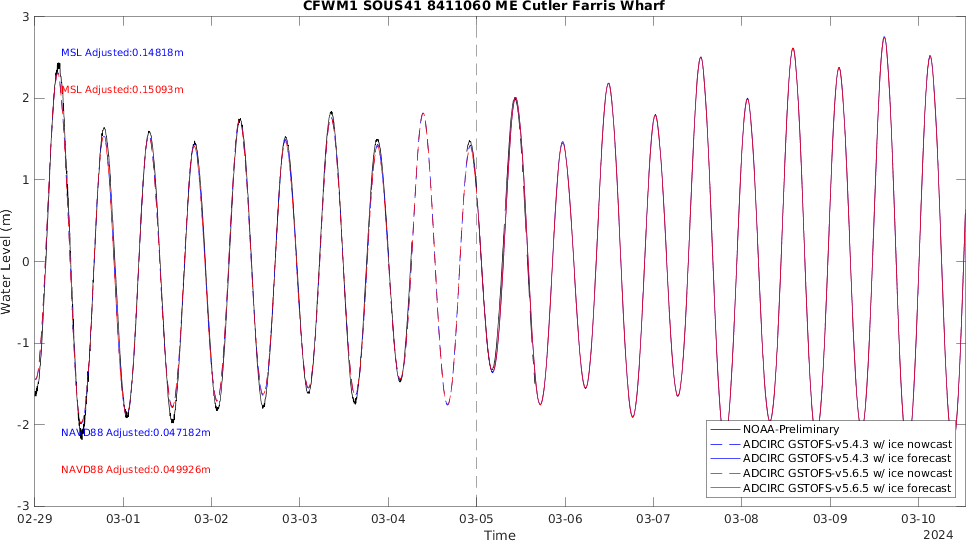 CFWM1 SOUS41 8411060 ME Cutler Farris Wharf
3
2
1
0
-1
-2
-3
Water Level (m)
MSL Adjusted:0.14818m
MSL Adjusted:0.15093m
NAVD88 Adjusted:0.047182m
NAVD88 Adjusted:0.049926m
NOAA-Preliminary
ADCIRC GSTOFS-v5.4.3 w/ ice nowcast
ADCIRC GSTOFS-v5.4.3 w/ ice forecast
ADCIRC GSTOFS-v5.6.5 w/ ice nowcast
ADCIRC GSTOFS-v5.6.5 w/ ice forecast
02-29 03-01 03-02 03-03 03-04 03-05 03-06 03-07 03-08 03-09 03-10
Time
2024